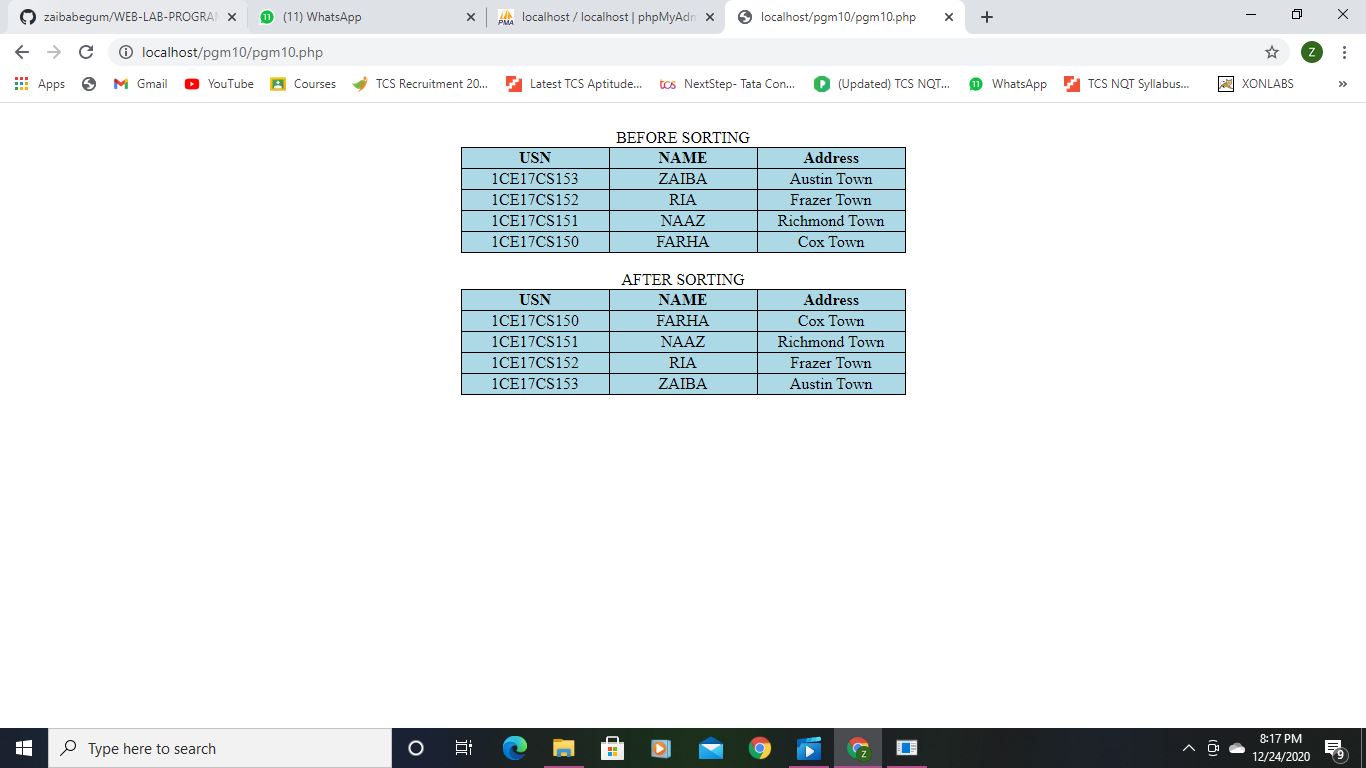 zaibabegum/WEB-LAB-PROGRAM
(11) WhatsApp
localhost / localhost | phpMyAdm
localhost/pgm10/pgm10.php
localhost/pgm10/pgm10.php
Z
Apps
Gmail
YouTube
Courses
TCS Recruitment 20...
Latest TCS Aptitude...
tcs NextStep- Tata Con...
(Updated) TCS NQT...
11 WhatsApp
TCS NQT Syllabus...
XONLABS
»
BEFORE SORTING
USN NAME Address
1CE17CS153 ZAIBA Austin Town
1CE17CS152 RIA Frazer Town
1CE17CS151 NAAZ Richmond Town
1CE17CS150 FARHA Cox Town
AFTER SORTING
USN NAME Address
1CE17CS150 FARHA Cox Town
1CE17CS151 NAAZ Richmond Town
1CE17CS152 RIA Frazer Town
1CE17CS153 ZAIBA Austin Town
Type here to search
8:17 PM
12/24/2020
9